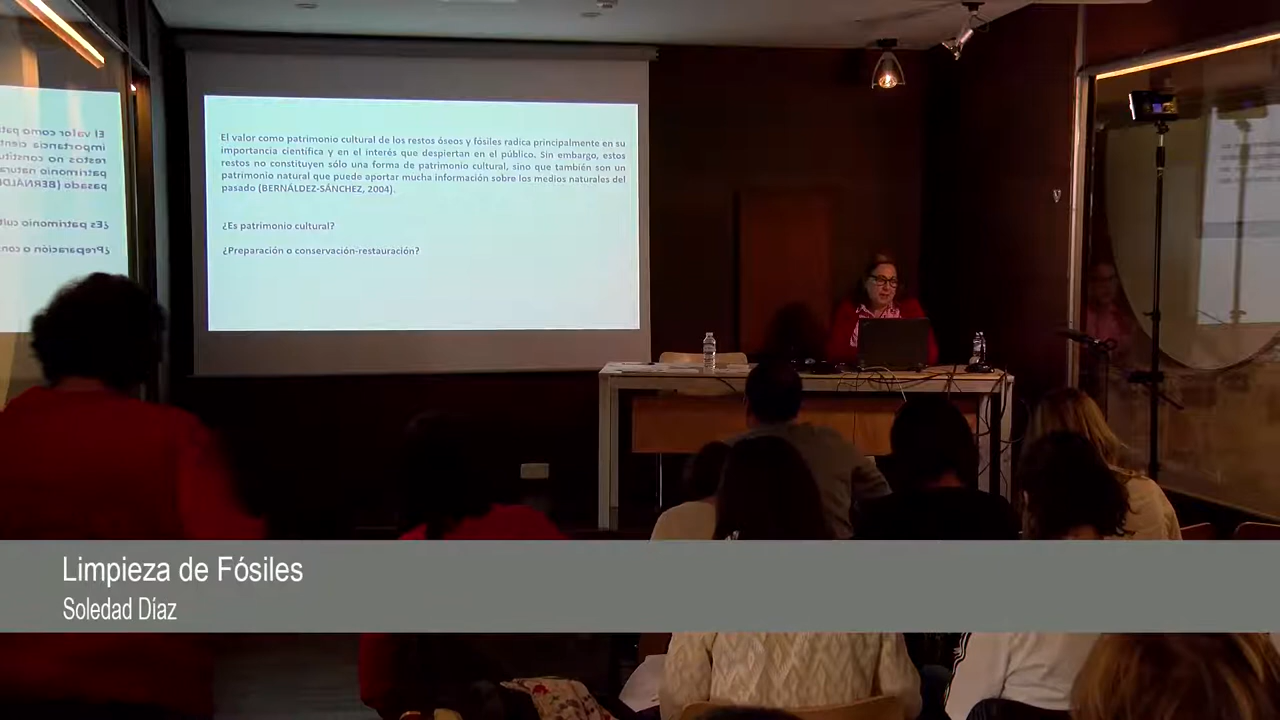 El valor como patrimonio cultural de los restos óseos y fósiles radica principalmente en su
importancia científica y en el interés que despiertan en el público. Sin embargo, estos
restos no constituyen sólo una forma de patrimonio cultural, sino que también son un
patrimonio natural que puede aportar mucha información sobre los medios naturales del
pasado (BERNÁLDEZ-SÁNCHEZ, 2004).
¿Es patrimonio cultural?
¿Preparación o conservación-restauración?
Limpieza de Fósiles
Soledad Díaz